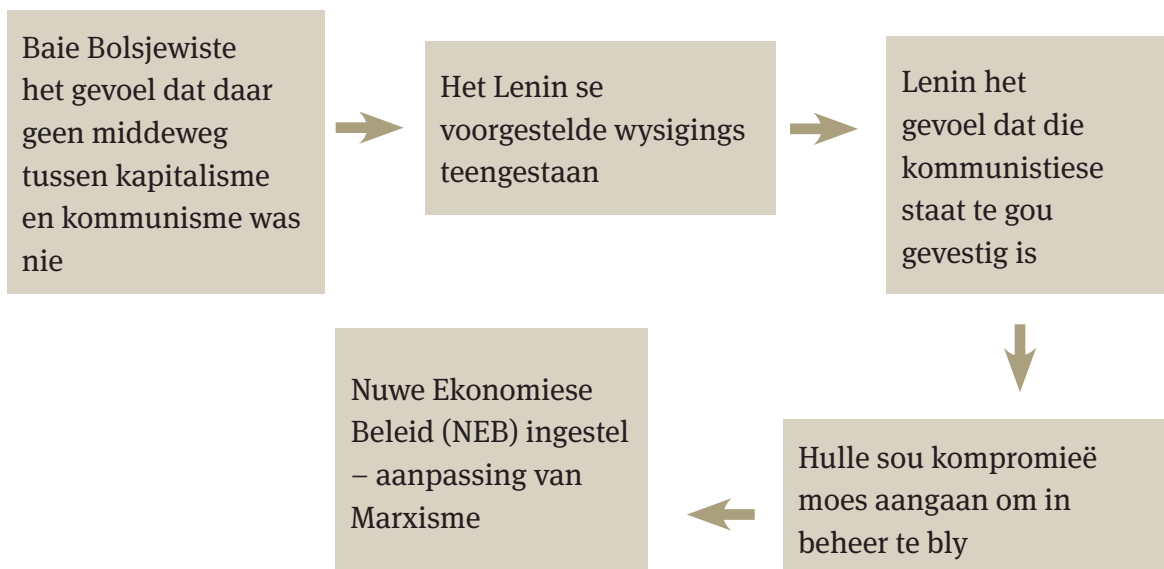 Baie Bolsjewiste
het gevoel dat daar
geen middeweg
tussen kapitalisme
en kommunisme was
nie
Het Lenin se
voorgestelde wysigings
teengestaan
Lenin het
gevoel dat die
kommunistiese
staat te gou
gevestig is
Hulle sou kompromieë
moes aangaan om in
beheer te bly
Nuwe Ekonomiese
Beleid (NEB) ingestel
– aanpassing van
Marxisme